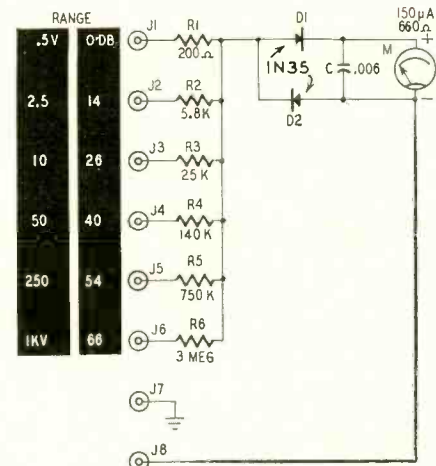 RANGE
.5V 0 DB J1 R1 200Ω
2.5 14 J2 R2 5.8K
10 26 J3 R3 25K
50 40 J4 R4 140K
250 54 J5 R5 750K
1KV 66 J6 R6 3 MEG
J7
J8
D1
1N35
D2
C .006
150µA
660Ω
M
+
−